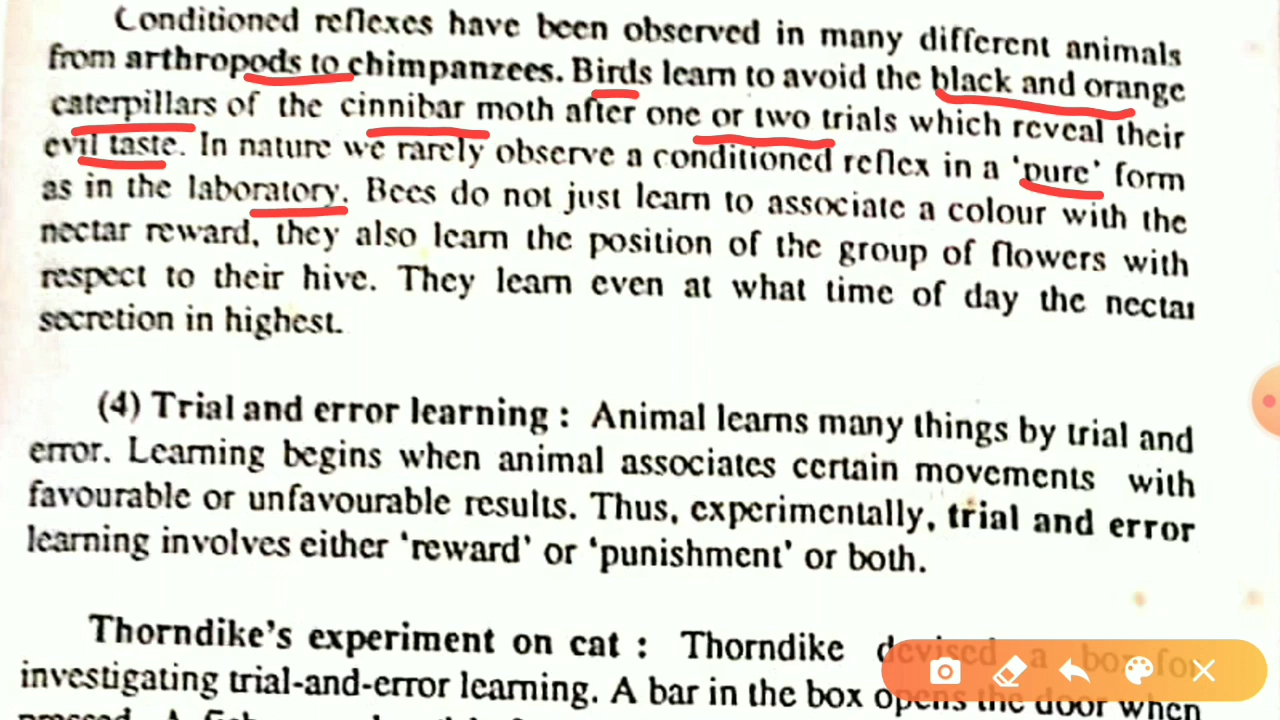 Conditioned reflexes have been observed in many different animals
from arthropods to chimpanzees. Birds learn to avoid the black and orange
caterpillars of the cinnibar moth after one or two trials which reveal their
evil taste. In nature we rarely observe a conditioned reflex in a 'pure' form
as in the laboratory. Bees do not just learn to associate a colour with the
nectar reward, they also learn the position of the group of flowers with
respect to their hive. They learn even at what time of day the nectar
secretion in highest.
(4) Trial and error learning : Animal learns many things by trial and
error. Learning begins when animal associates certain movements with
favourable or unfavourable results. Thus, experimentally, trial and error
learning involves either 'reward' or 'punishment' or both.
Thorndike's experiment on cat : Thorndike devised a box for
investigating trial-and-error learning. A bar in the box opens the door when
pressed. A